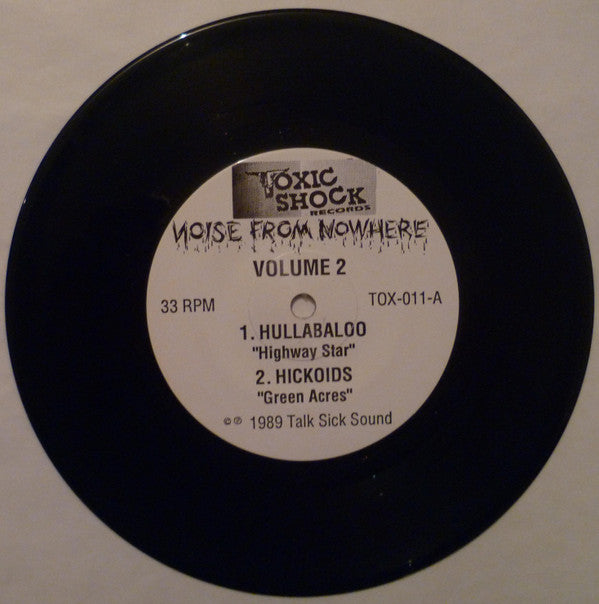 TOXIC
SHOCK
RECORDS
NOISE FROM NOWHERE
VOLUME 2
33 RPM
TOX-011-A
1. HULLABALOO
"Highway Star"
2. HICKOIDS
"Green Acres"
© ℗ 1989 Talk Sick Sound